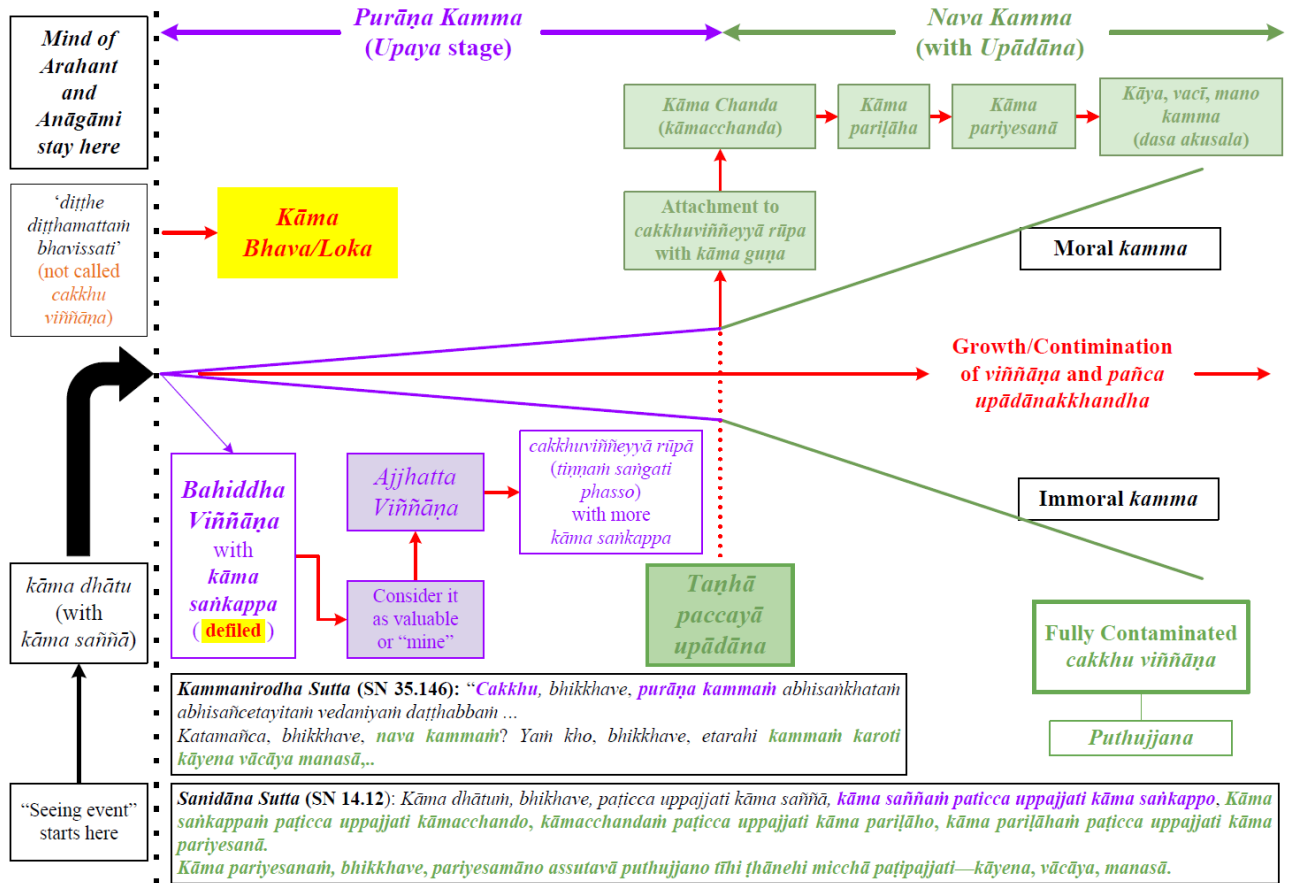 Mind of
Arahant
and
Anāgāmi
stay here
Purāṇa Kamma
(Upaya stage)
Nava Kamma
(with Upādāna)
Kāma Chanda
(kāmacchanda)
Kāma
pariḷāha
Kāma
pariyesanā
Kāya, vacī, mano
kamma
(dasa akusala)
‘diṭṭhe
diṭṭhamattaṁ
bhavissati’
(not called
cakkhu
viññāṇa)
Kāma
Bhava/Loka
Attachment to
cakkhuviññeyyā rūpa
with kāma guṇa
Moral kamma
Growth/Contimination
of viññāṇa and pañca
upādānakkhandha
Bahiddha
Viññāṇa
with
kāma
saṅkappa
(defiled)
Ajjhatta
Viññāṇa
Consider it
as valuable
or “mine”
cakkhuviññeyyā rūpā
(tiṇṇaṁ saṅgati
phasso)
with more
kāma saṅkappa
Immoral kamma
kāma dhātu
(with
kāma saññā)
Taṇhā
paccayā
upādāna
Fully Contaminated
cakkhu viññāṇa
Puthujjana
Kammanirodha Sutta (SN 35.146): “Cakkhu, bhikkhave, purāṇa kammaṁ abhisaṅkhataṁ
abhisañcetayitaṁ vedaniyaṁ daṭṭhabbaṁ ...
Katamañca, bhikkhave, nava kammaṁ? Yaṁ kho, bhikkhave, etarahi kammaṁ karoti
kāyena vācāya manasā,..
“Seeing event”
starts here
Sanidāna Sutta (SN 14.12): Kāma dhātuṁ, bhikhave, paṭicca uppajjati kāma saññā, kāma saññaṁ paticca uppajjati kāma saṅkappo, Kāma
saṅkappaṁ paṭicca uppajjati kāmacchando, kāmacchandaṁ paṭicca uppajjati kāma pariḷāho, kāma pariḷāhaṁ paṭicca uppajjati kāma
pariyesanā.
Kāma pariyesanaṁ, bhikkhave, pariyesamāno assutavā puthujjano tīhi ṭhānehi micchā paṭipajjati—kāyena, vācāya, manasā.